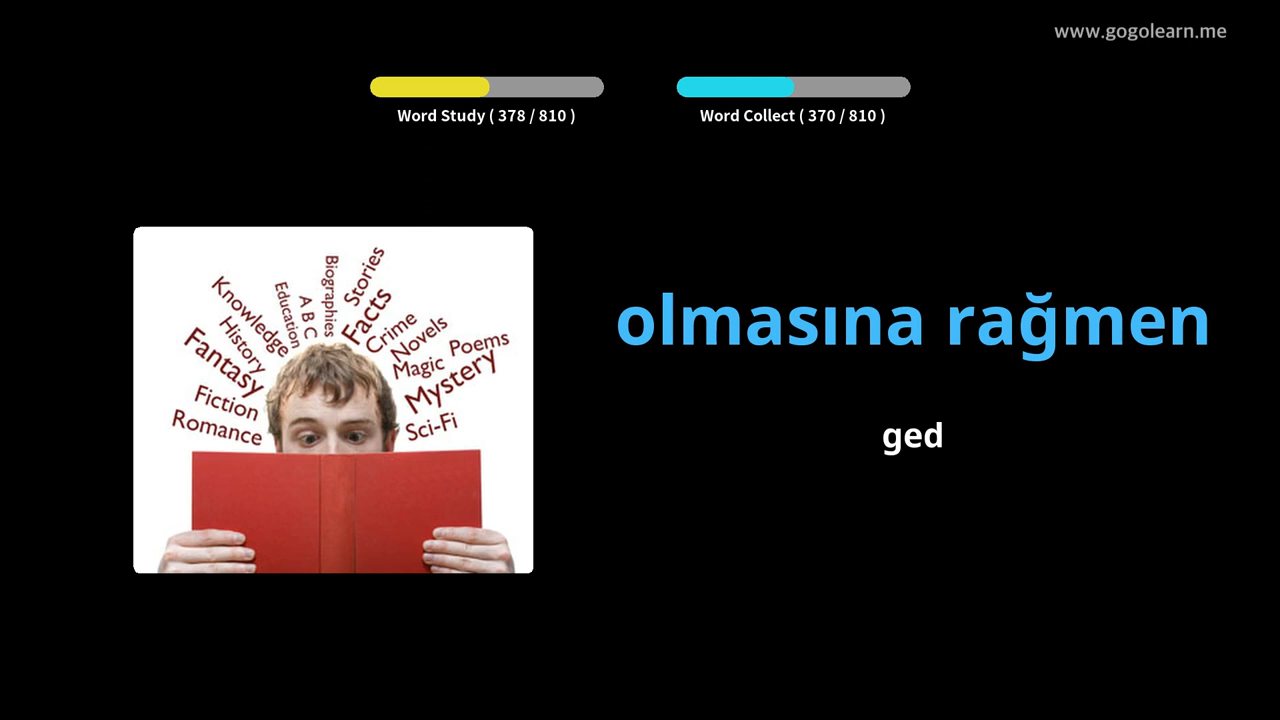 www.gogolearn.me
Word Study ( 378 / 810 )
Word Collect ( 370 / 810 )
Biographies
Stories
Education
A B C
Facts
Knowledge
Crime
History
Novels
Poems
Fantasy
Magic
Mystery
Fiction
Romance
Sci-Fi
olmasına rağmen
ged